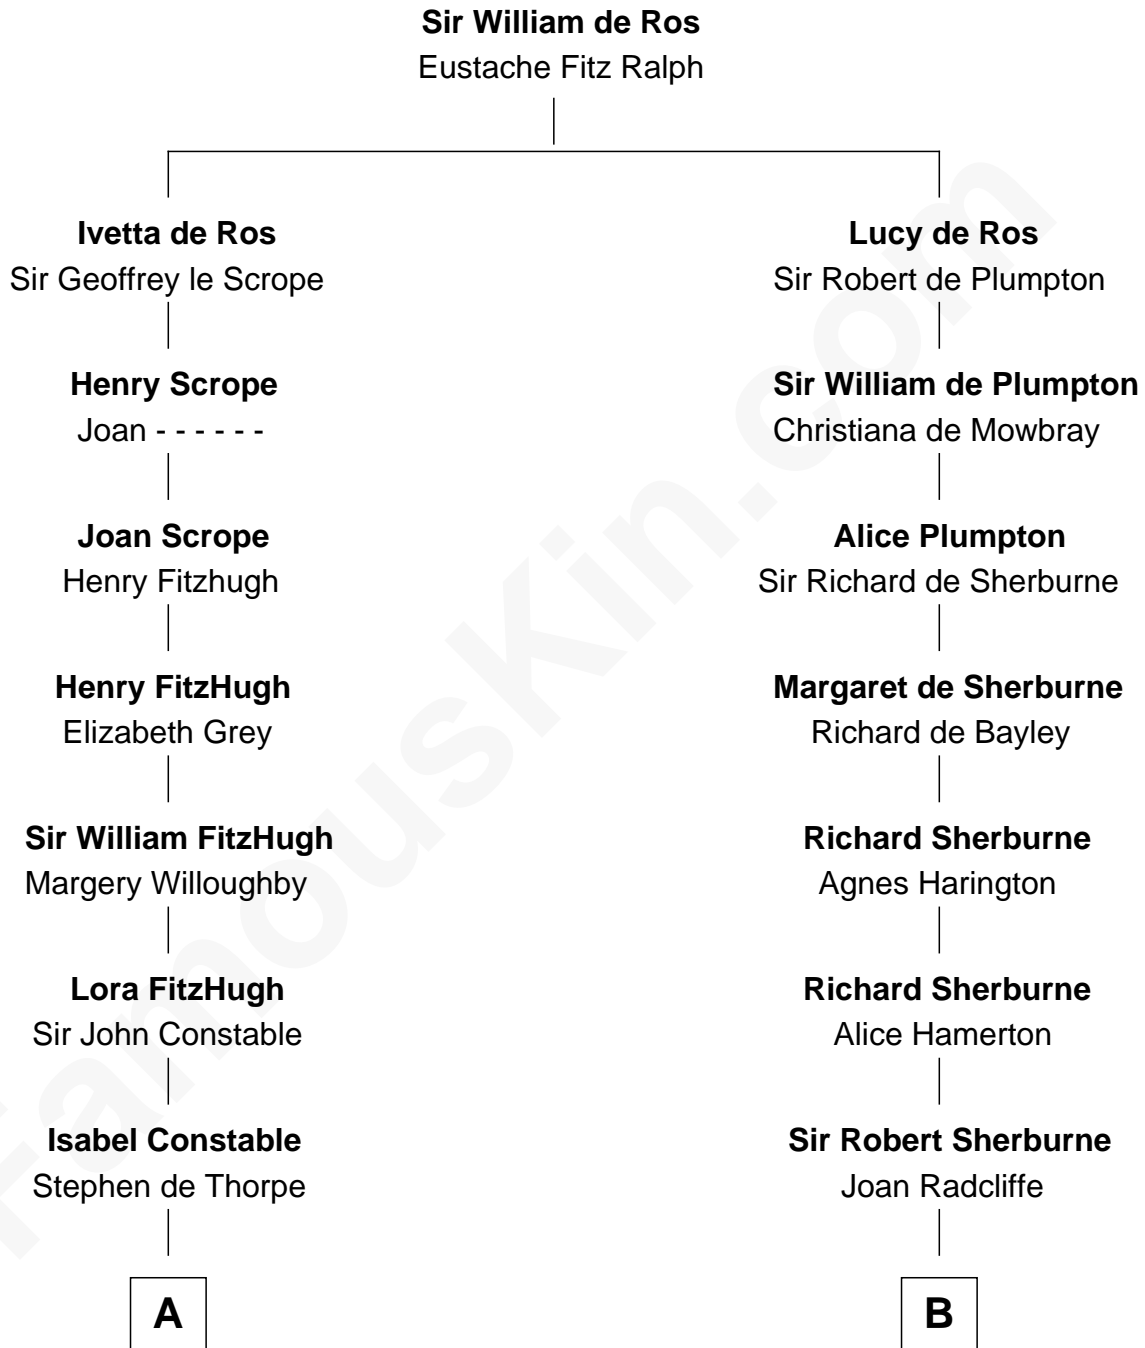 Sir William de Ros
Eustache Fitz Ralph
Ivetta de Ros
Sir Geoffrey le Scrope
Lucy de Ros
Sir Robert de Plumpton
Henry Scrope
Joan - - - - - -
Sir William de Plumpton
Christiana de Mowbray
Joan Scrope
Henry Fitzhugh
Alice Plumpton
Sir Richard de Sherburne
Henry FitzHugh
Elizabeth Grey
Margaret de Sherburne
Richard de Bayley
Sir William FitzHugh
Margery Willoughby
Richard Sherburne
Agnes Harington
Lora FitzHugh
Sir John Constable
Richard Sherburne
Alice Hamerton
Isabel Constable
Stephen de Thorpe
Sir Robert Sherburne
Joan Radcliffe
A
B
FamousKin.com